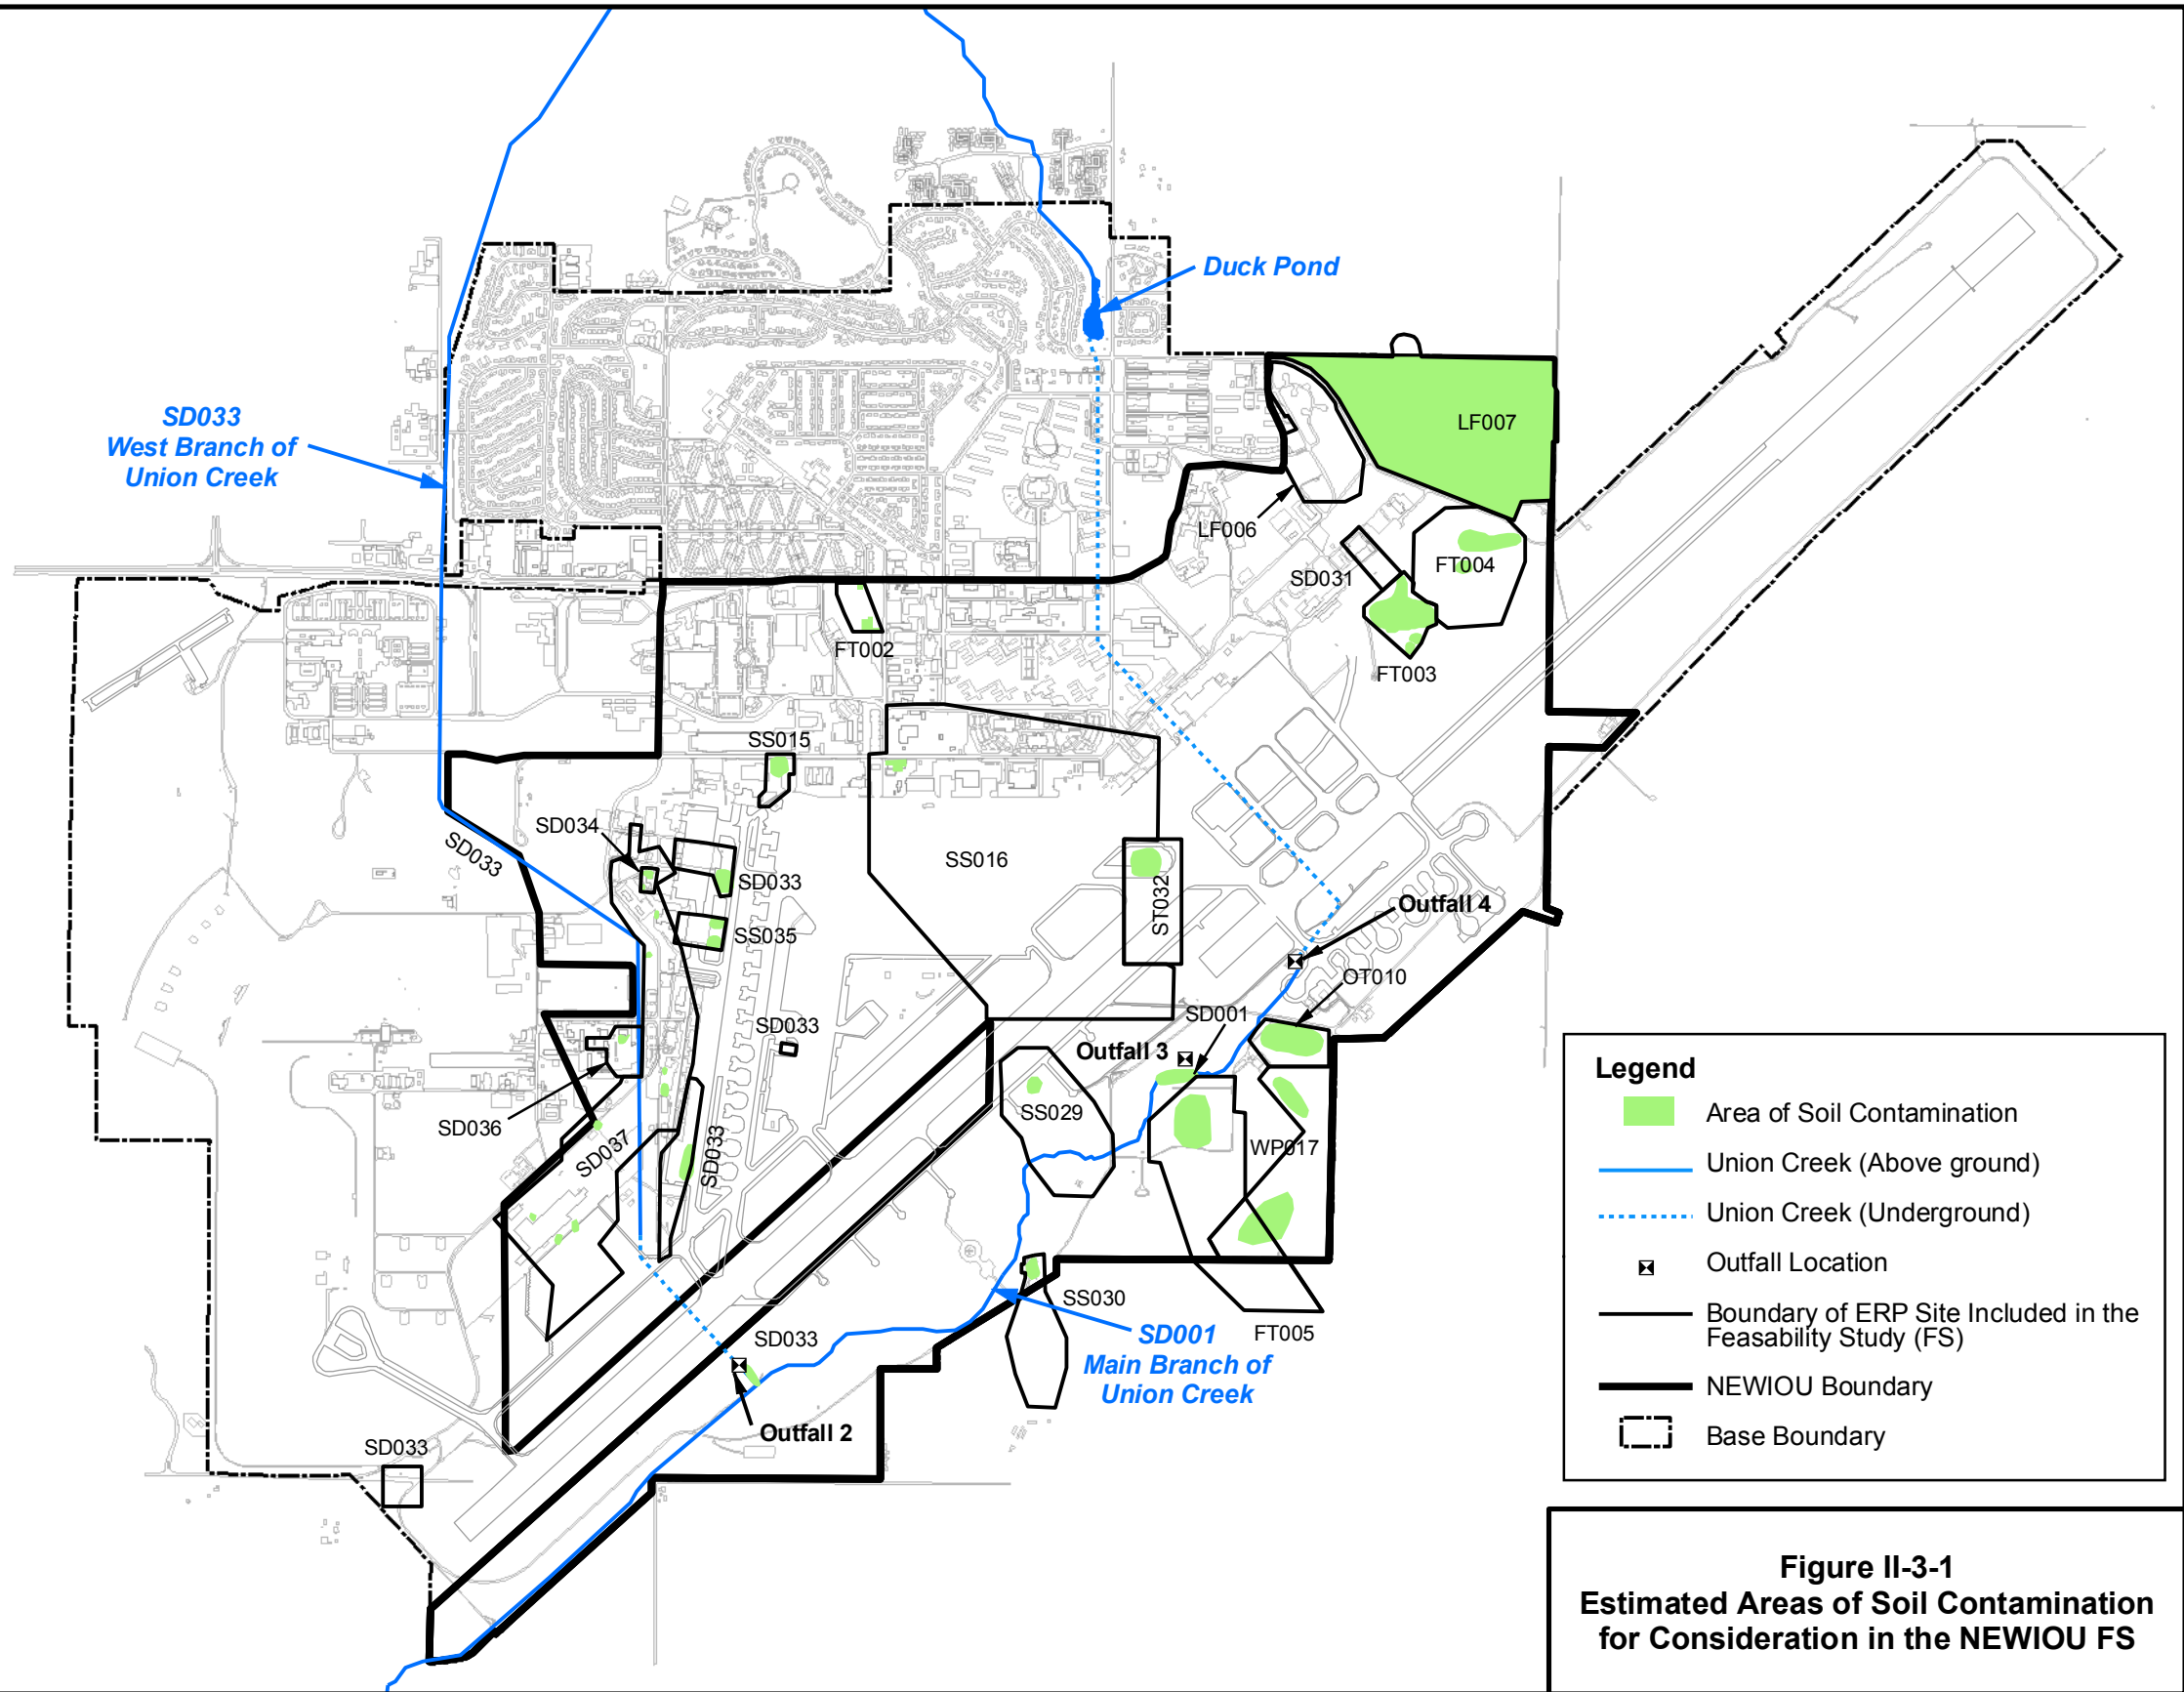 Duck Pond
SD033
West Branch of
Union Creek
LF007
LF006
FT004
SD031
FT002
FT003
SS015
SD034
SD033
SS016
SD033
ST032
Outfall 4
SS035
OT010
SD001
SD033
Outfall 3
SS029
SD036
WP017
SD037
SD033
SS030
FT005
SD033
SD001
Main Branch of
Union Creek
Outfall 2
SD033
Legend
Area of Soil Contamination
Union Creek (Above ground)
Union Creek (Underground)
Outfall Location
Boundary of ERP Site Included in the
Feasability Study (FS)
NEWIOU Boundary
Base Boundary
Figure II-3-1
Estimated Areas of Soil Contamination
for Consideration in the NEWIOU FS